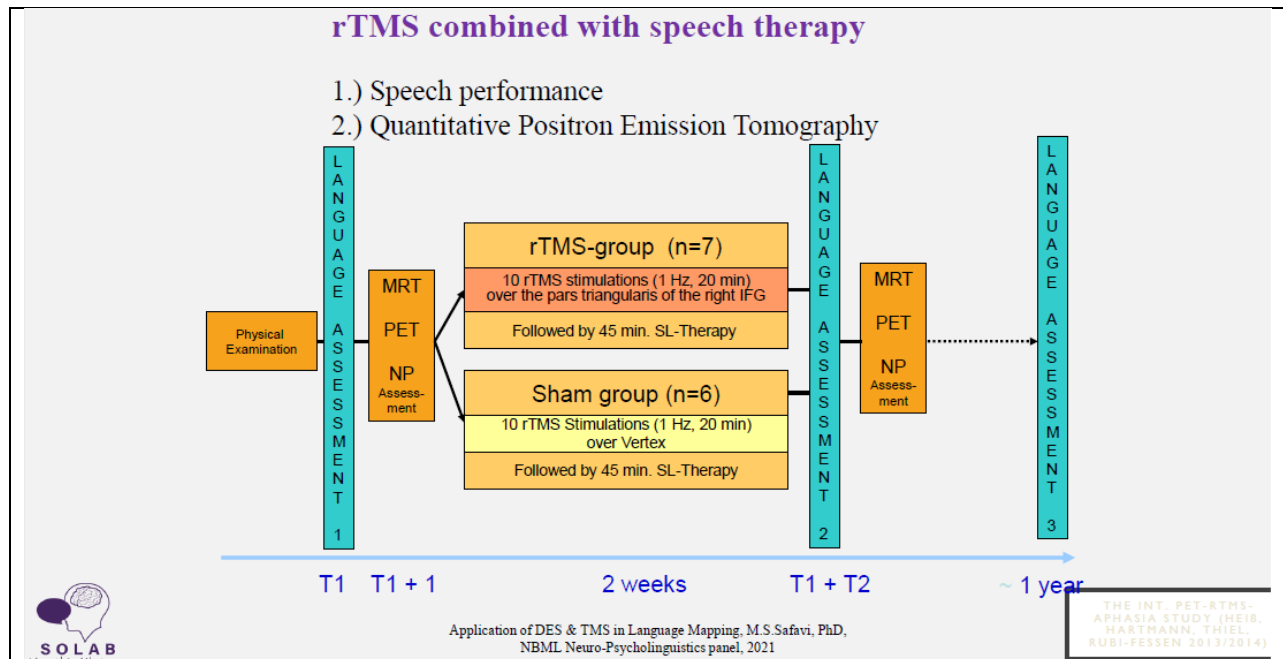 rTMS combined with speech therapy
1.) Speech performance
2.) Quantitative Positron Emission Tomography
Physical
Examination
LANGUAGE ASSESSMENT 1
MRT
PET
NP
Assess-
ment
rTMS-group (n=7)
10 rTMS stimulations (1 Hz, 20 min)
over the pars triangularis of the right IFG
Followed by 45 min. SL-Therapy
Sham group (n=6)
10 rTMS Stimulations (1 Hz, 20 min)
over Vertex
Followed by 45 min. SL-Therapy
LANGUAGE ASSESSMENT 2
MRT
PET
NP
Assess-
ment
LANGUAGE ASSESSMENT 3
T1
T1 + 1
2 weeks
T1 + T2
~ 1 year
SOLAB
Application of DES & TMS in Language Mapping, M.S.Safavi, PhD,
NBML Neuro-Psycholinguistics panel, 2021
THE INT. PET-RTMS-
APHASIA STUDY (HEIß,
HARTMANN, THIEL,
RUBI-FESSEN 2013/2014)